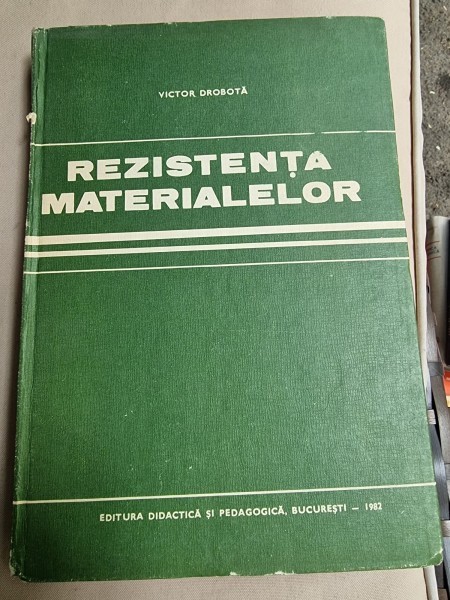 VICTOR DROBOTĂ
REZISTENȚA
MATERIALELOR
EDITURA DIDACTICĂ ȘI PEDAGOGICĂ, BUCUREȘTI — 1982